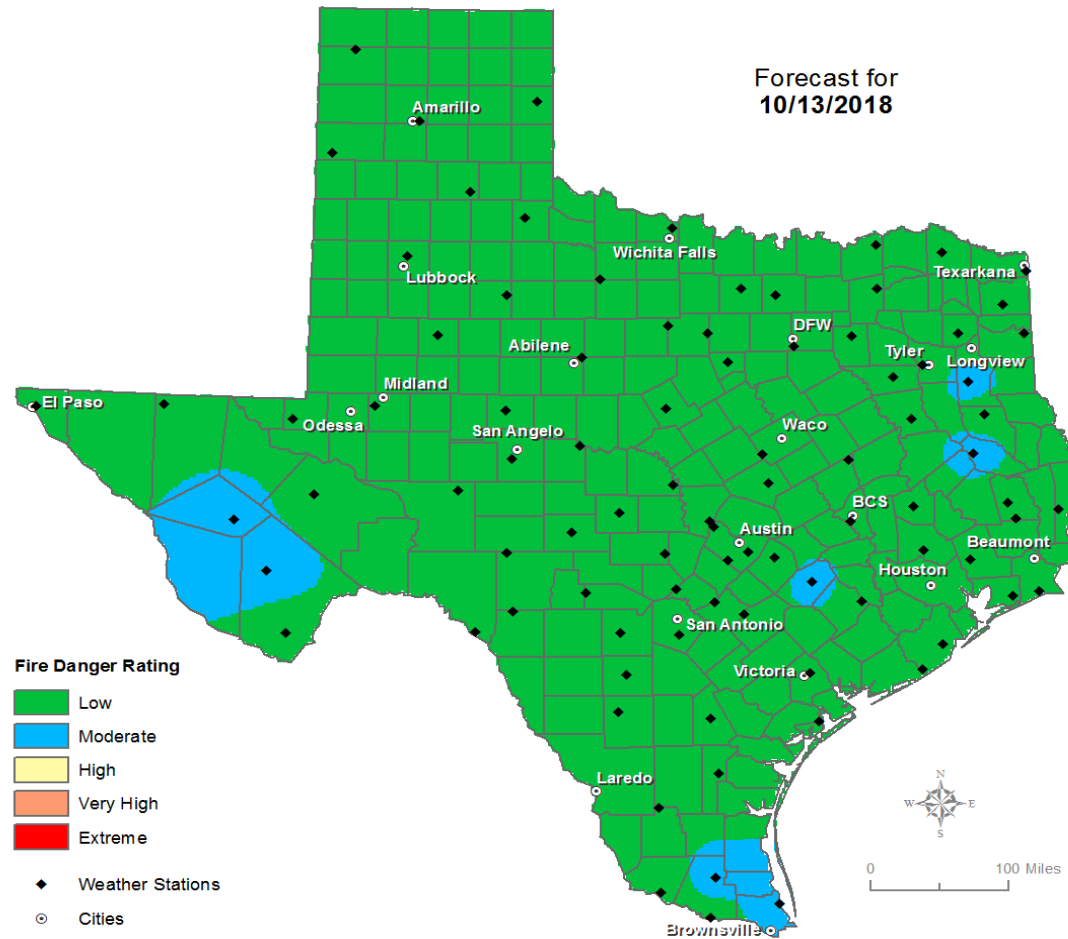 Forecast for
10/13/2018
Amarillo
Wichita Falls
Lubbock
Texarkana
DFW
Abilene
Tyler
Longview
Midland
El Paso
Odessa
San Angelo
Waco
BCS
Austin
Beaumont
Houston
San Antonio
Victoria
Laredo
Brownsville
Fire Danger Rating
Low
Moderate
High
Very High
Extreme
Weather Stations
Cities
N
W E
S
0 100 Miles